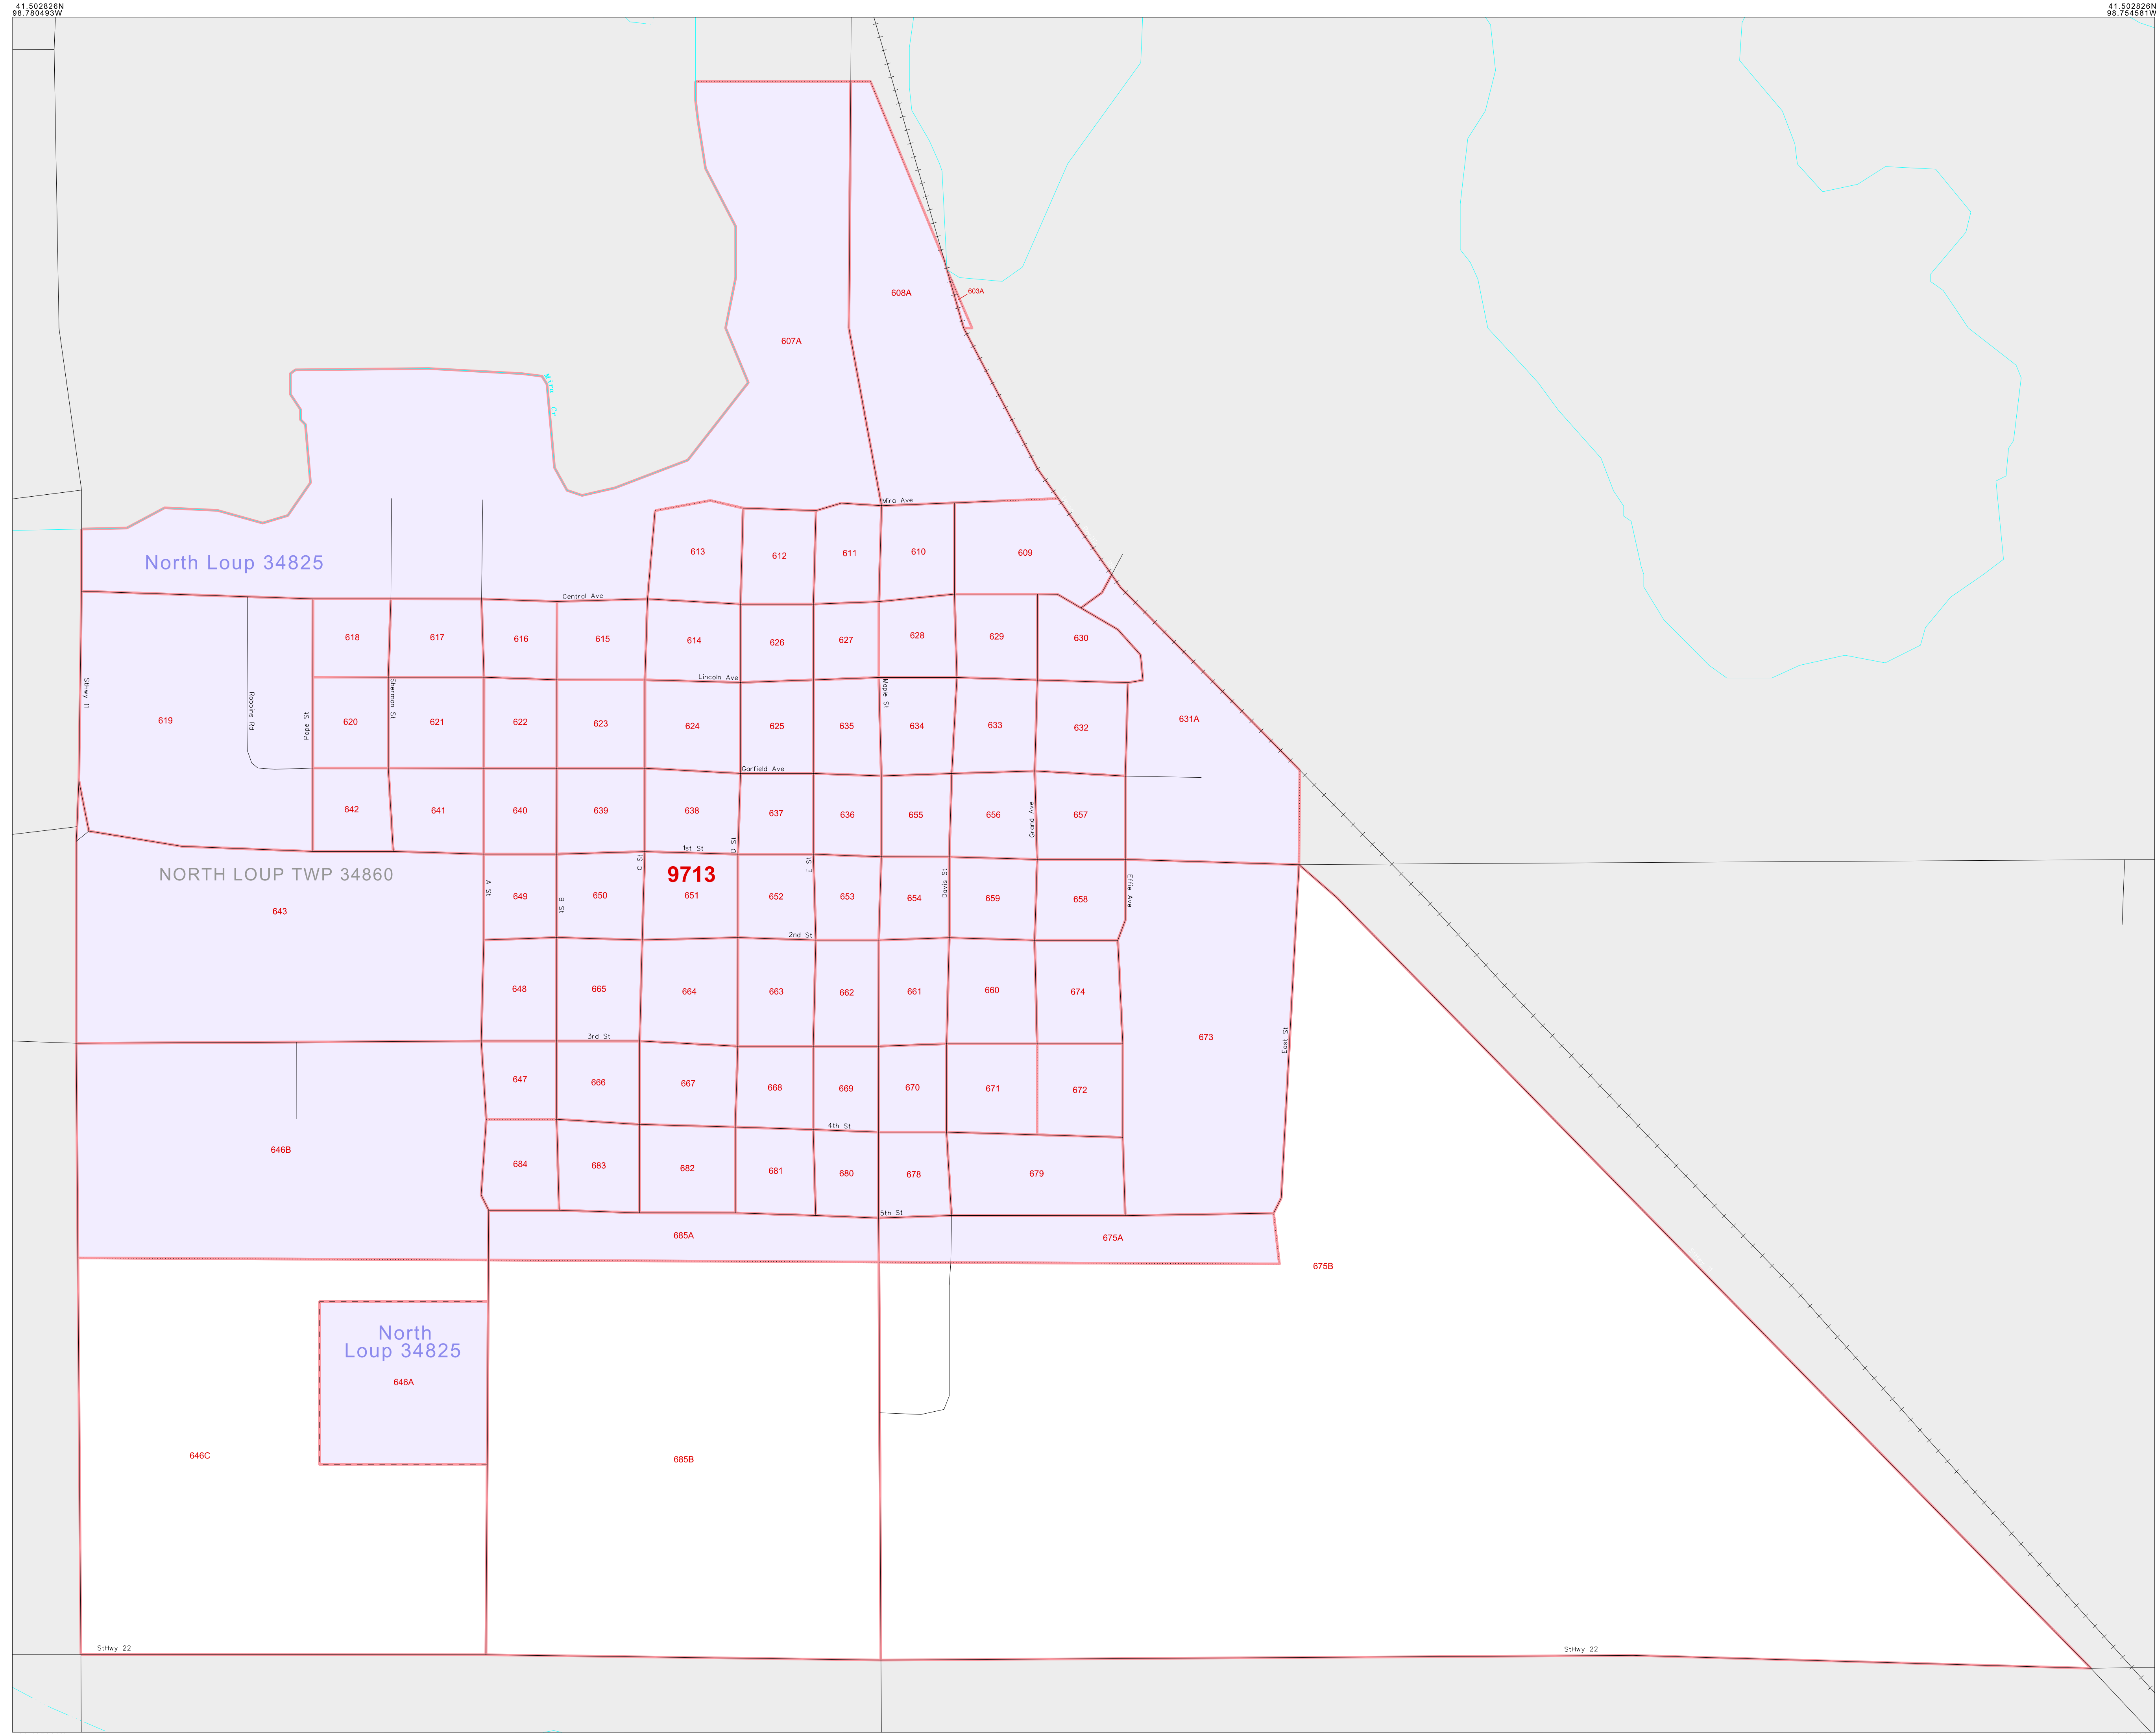 41.502826N
98.780493W
41.502826N
98.754581W
608A
603A
607A
Mira Cr
Mira Ave
613
612
611
610
609
North Loup 34825
Central Ave
618
617
616
615
614
626
627
628
629
630
Lincoln Ave
StHwy 11
Robbins Rd
Pope St
Sherman St
Maple St
619
620
621
622
623
624
625
635
634
633
632
631A
Garfield Ave
642
641
640
639
638
637
636
655
656
657
Grand Ave
1st St
A St
B St
C St
D St
E St
Davis St
Effie Ave
NORTH LOUP TWP 34860
9713
643
649
650
651
652
653
654
659
658
2nd St
648
665
664
663
662
661
660
674
673
East St
3rd St
647
666
667
668
669
670
671
672
4th St
646B
684
683
682
681
680
678
679
5th St
685A
675A
675B
North
Loup 34825
646A
646C
685B
StHwy 22
StHwy 22